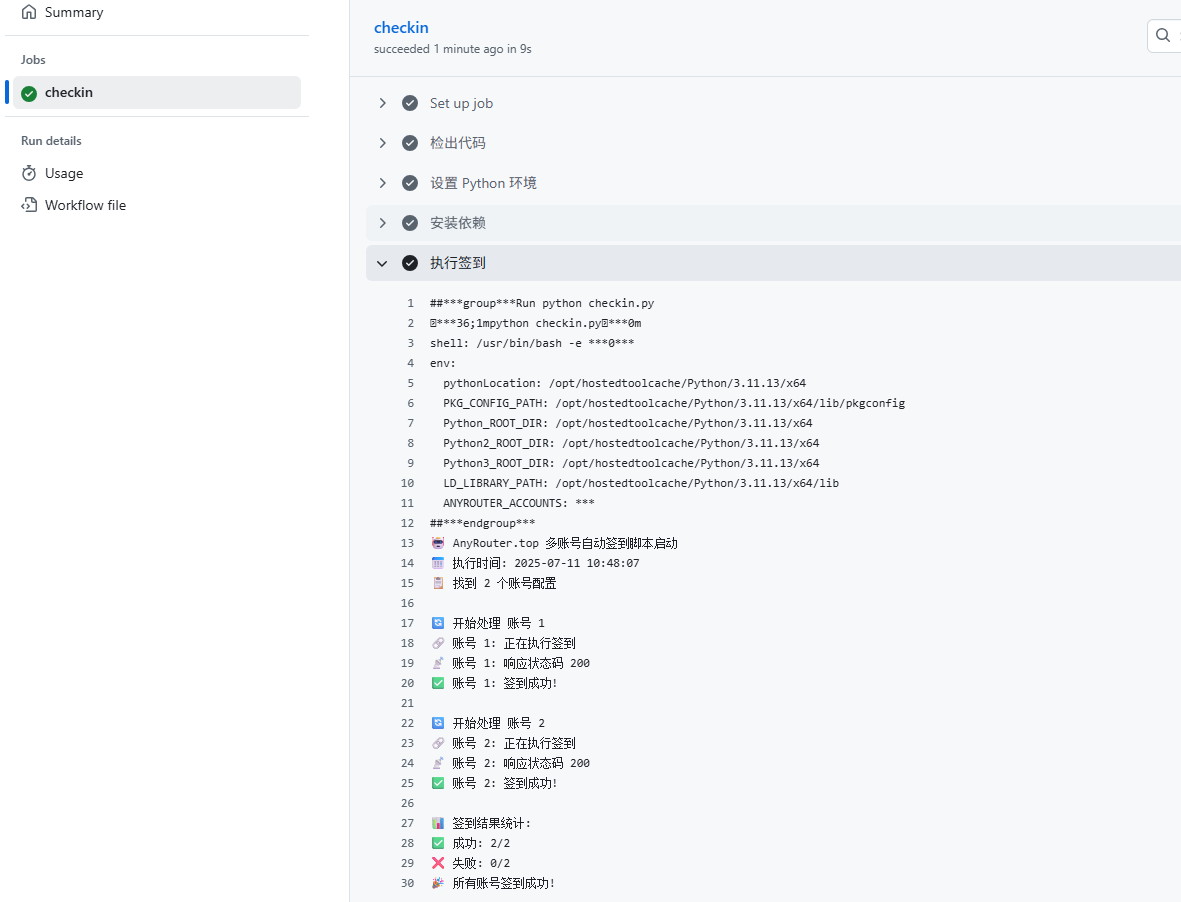 Summary
Jobs
checkin
Run details
Usage
Workflow file
checkin
succeeded 1 minute ago in 9s
Set up job
检出代码
设置 Python 环境
安装依赖
执行签到
1 ##***group***Run python checkin.py
2 ***36;1mpython checkin.py***0m
3 shell: /usr/bin/bash -e ***0***
4 env:
5 pythonLocation: /opt/hostedtoolcache/Python/3.11.13/x64
6 PKG_CONFIG_PATH: /opt/hostedtoolcache/Python/3.11.13/x64/lib/pkgconfig
7 Python_ROOT_DIR: /opt/hostedtoolcache/Python/3.11.13/x64
8 Python2_ROOT_DIR: /opt/hostedtoolcache/Python/3.11.13/x64
9 Python3_ROOT_DIR: /opt/hostedtoolcache/Python/3.11.13/x64
10 LD_LIBRARY_PATH: /opt/hostedtoolcache/Python/3.11.13/x64/lib
11 ANYROUTER_ACCOUNTS: ***
12 ##***endgroup***
13 🤖 AnyRouter.top 多账号自动签到脚本启动
14 📅 执行时间: 2025-07-11 10:48:07
15 📋 找到 2 个账号配置
16
17 🔄 开始处理 账号 1
18 🔗 账号 1: 正在执行签到
19 📡 账号 1: 响应状态码 200
20 ✅ 账号 1: 签到成功!
21
22 🔄 开始处理 账号 2
23 🔗 账号 2: 正在执行签到
24 📡 账号 2: 响应状态码 200
25 ✅ 账号 2: 签到成功!
26
27 📊 签到结果统计:
28 ✅ 成功: 2/2
29 ❌ 失败: 0/2
30 🎉 所有账号签到成功!